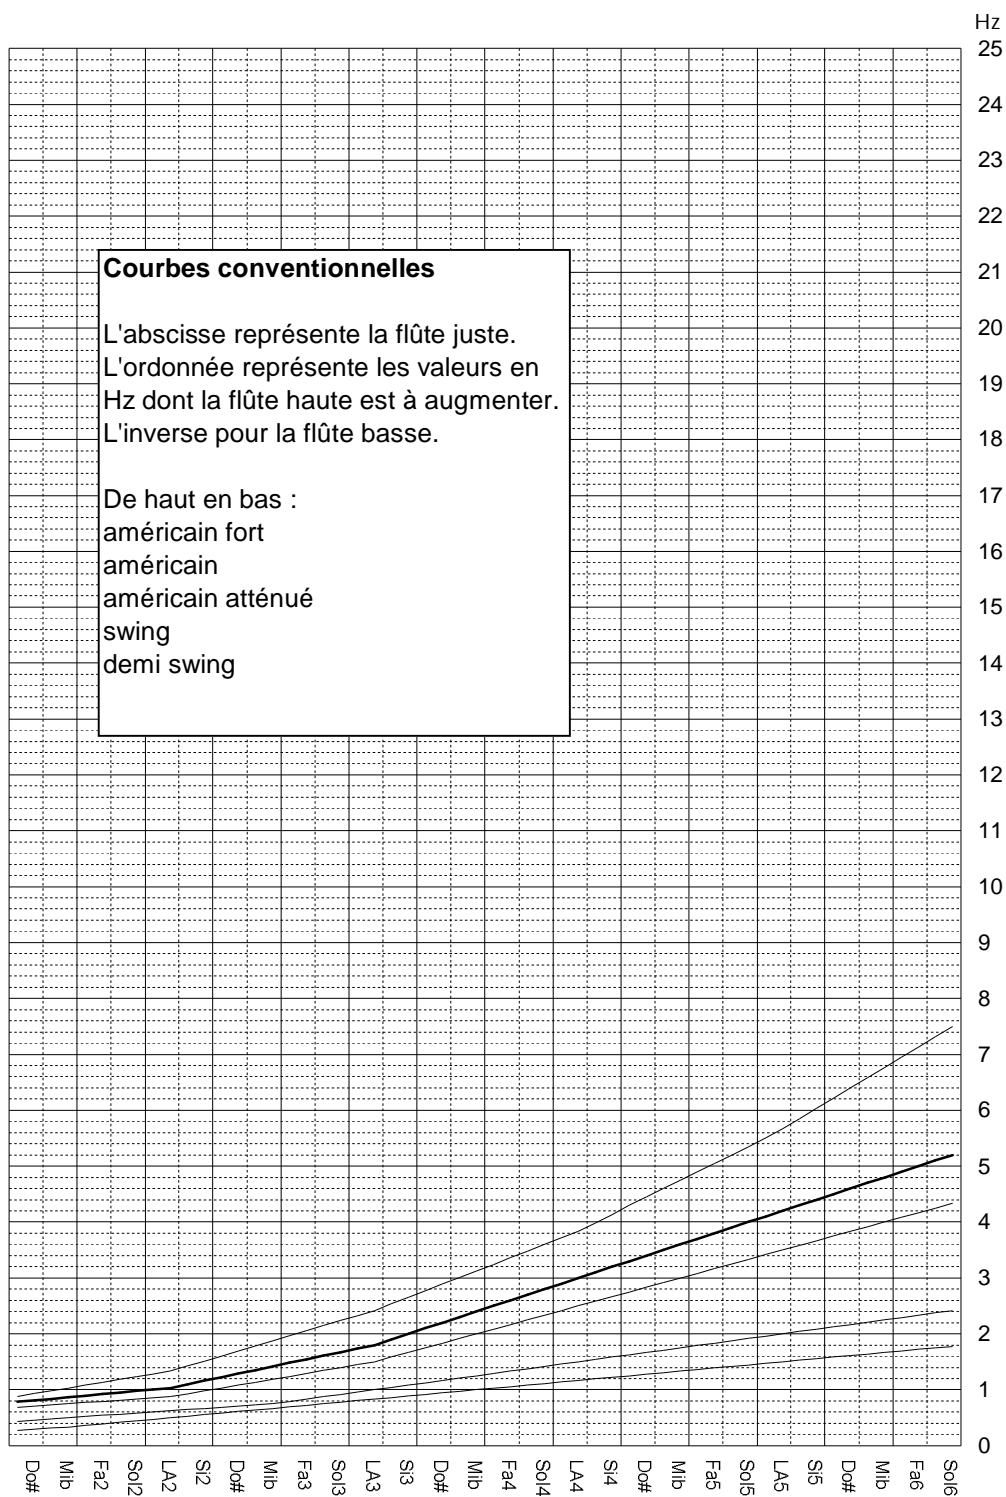 Hz
25
24
23
22
21
20
19
18
17
16
15
14
13
12
11
10
9
8
7
6
5
4
3
2
1
0
Courbes conventionnelles
L'abscisse représente la flûte juste.
L'ordonnée représente les valeurs en
Hz dont la flûte haute est à augmenter.
L'inverse pour la flûte basse.
De haut en bas :
américain fort
américain
américain atténué
swing
demi swing
Do#
Mib
Fa2
Sol2
LA2
Si2
Do#
Mib
Fa3
Sol3
LA3
Si3
Do#
Mib
Fa4
Sol4
LA4
Si4
Do#
Mib
Fa5
Sol5
LA5
Si5
Do#
Mib
Fa6
Sol6